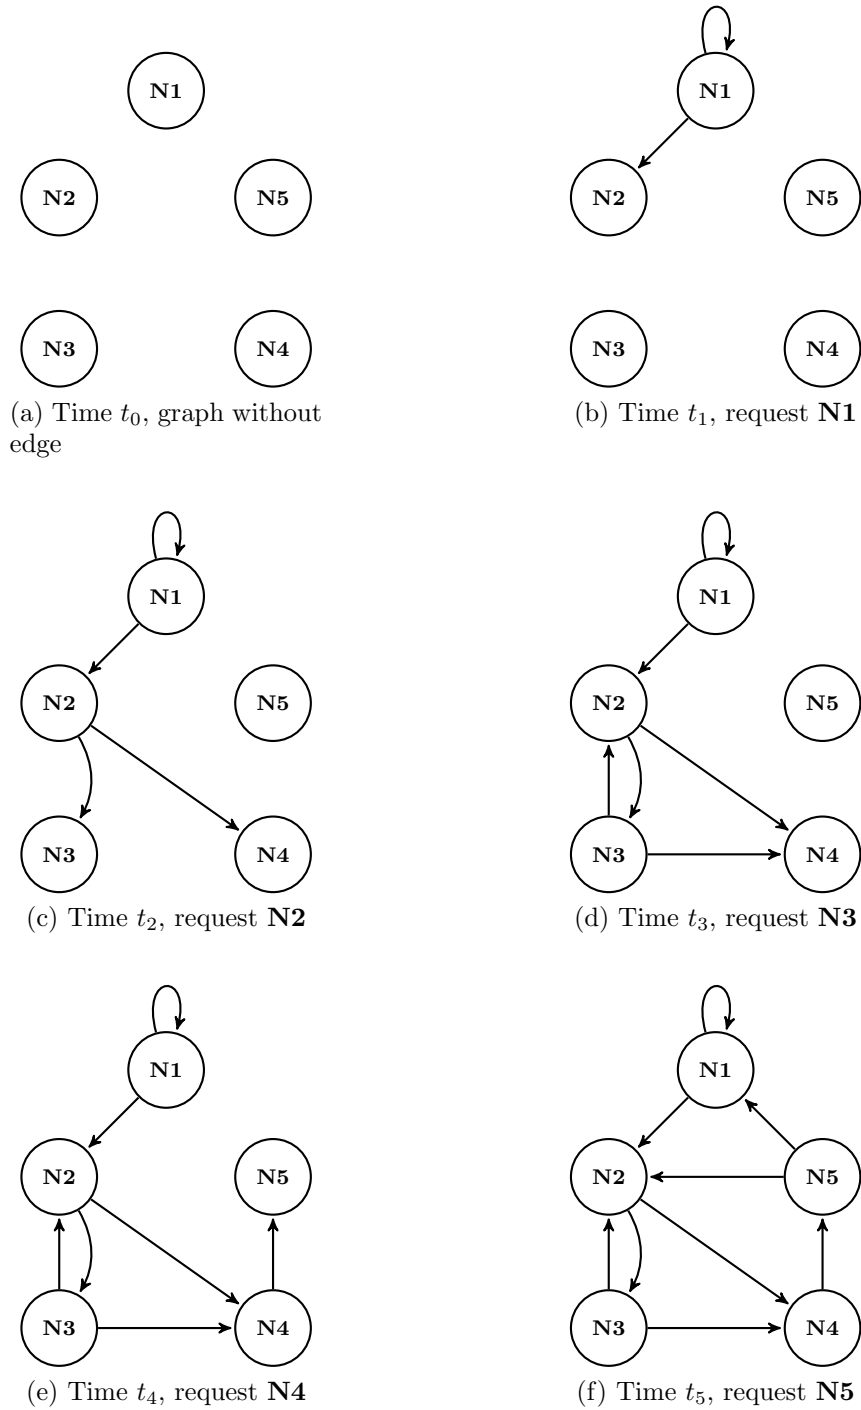 N1
N2
N5
N3
N4
(a) Time t₀, graph without
edge
N1
N2
N5
N3
N4
(b) Time t₁, request N1
N1
N2
N5
N3
N4
(c) Time t₂, request N2
N1
N2
N5
N3
N4
(d) Time t₃, request N3
N1
N2
N5
N3
N4
(e) Time t₄, request N4
N1
N2
N5
N3
N4
(f) Time t₅, request N5